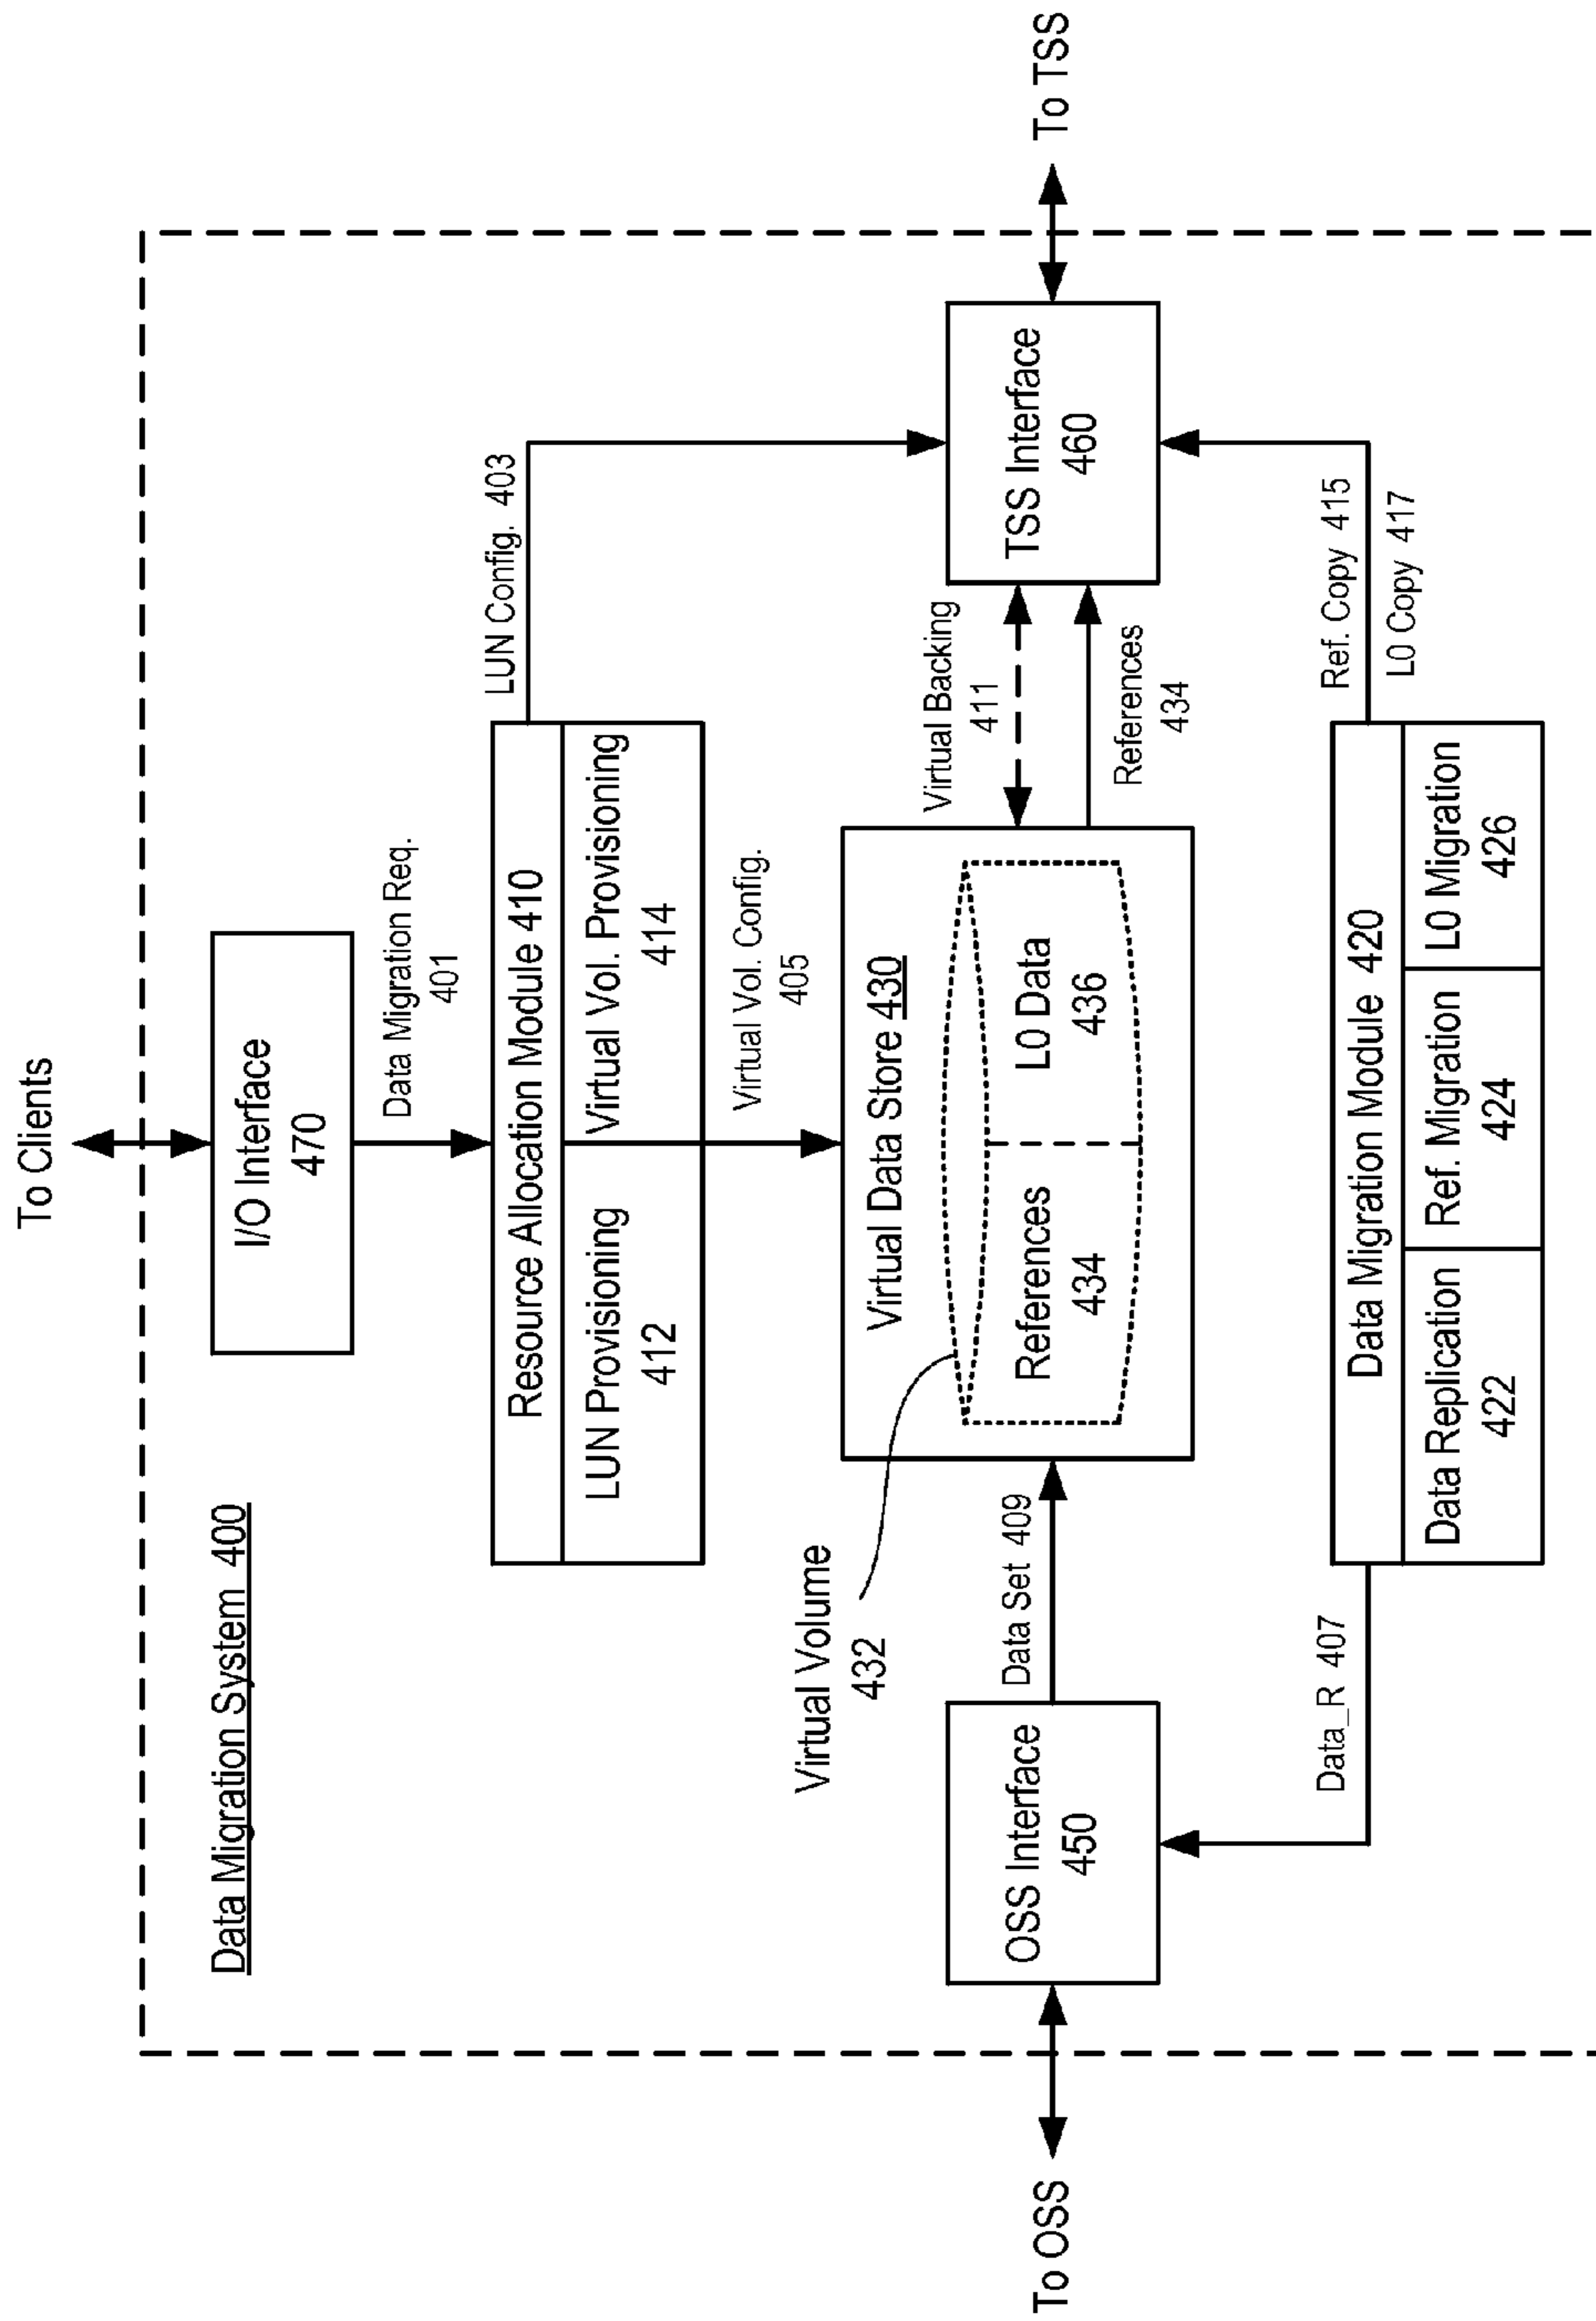 To Clients
Data Migration System 400
I/O Interface
470
Data Migration Req.
401
Resource Allocation Module 410
LUN Provisioning
412
Virtual Vol. Provisioning
414
LUN Config. 403
Virtual Vol. Config.
405
Virtual Volume
432
Virtual Data Store 430
References
434
L0 Data
436
To OSS
OSS Interface
450
Data Set 409
Virtual Backing
411
References
434
TSS Interface
460
To TSS
Data_R 407
Ref. Copy 415
L0 Copy 417
Data Migration Module 420
Data Replication
422
Ref. Migration
424
L0 Migration
426